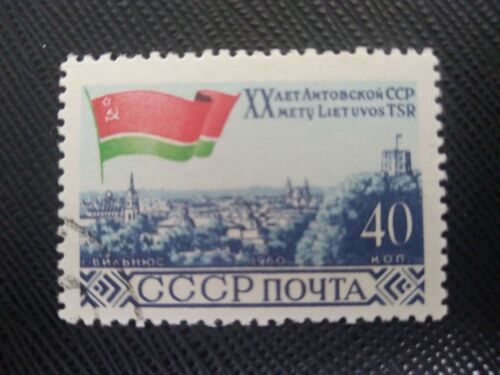 XX ЛЕТ ЛИТОВСКОЙ ССР
METŲ LIETUVOS TSR
40
г. ВИЛЬНЮС 1960 КОП.
СССР ПОЧТА